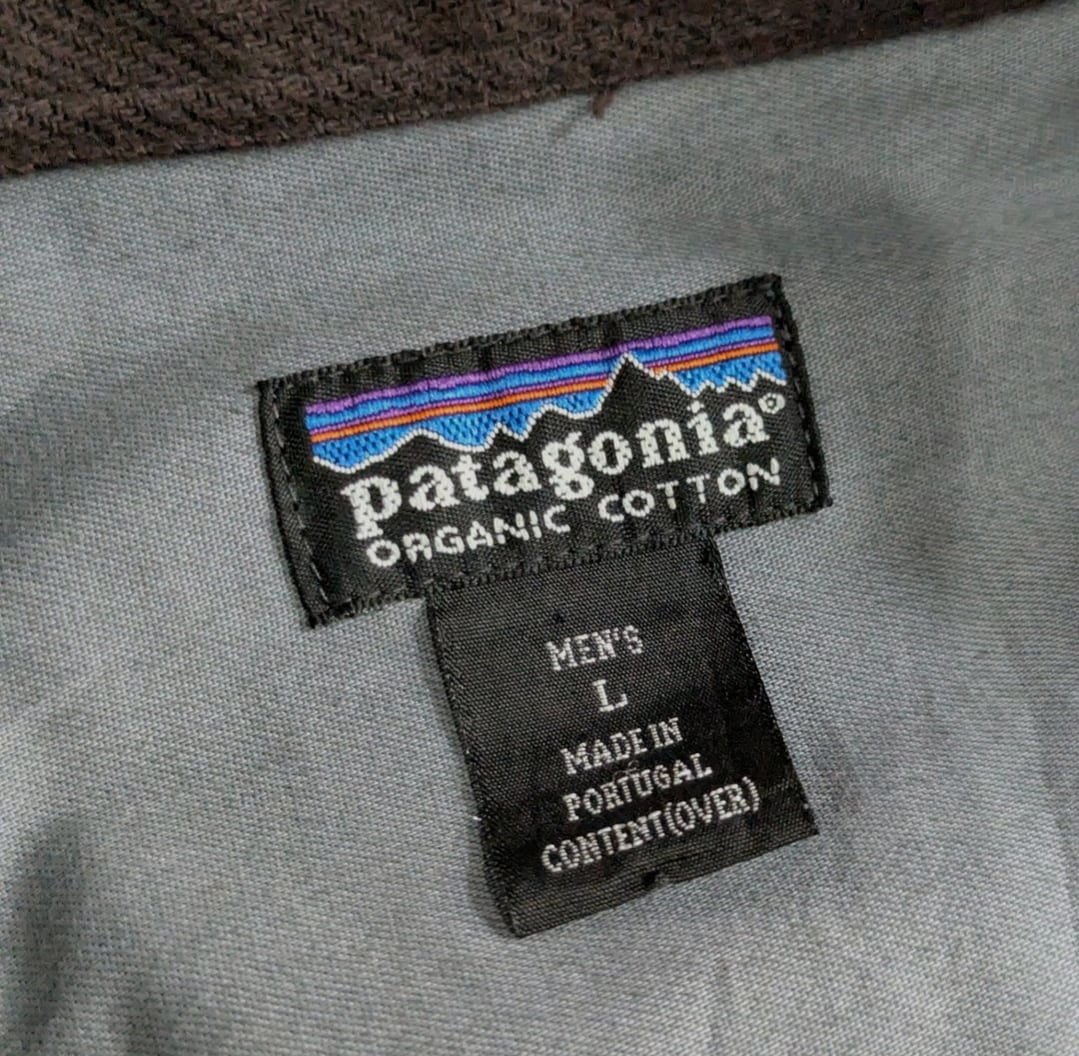 patagonia®
ORGANIC COTTON
MEN'S
L
MADE IN
PORTUGAL
CONTENT(OVER)